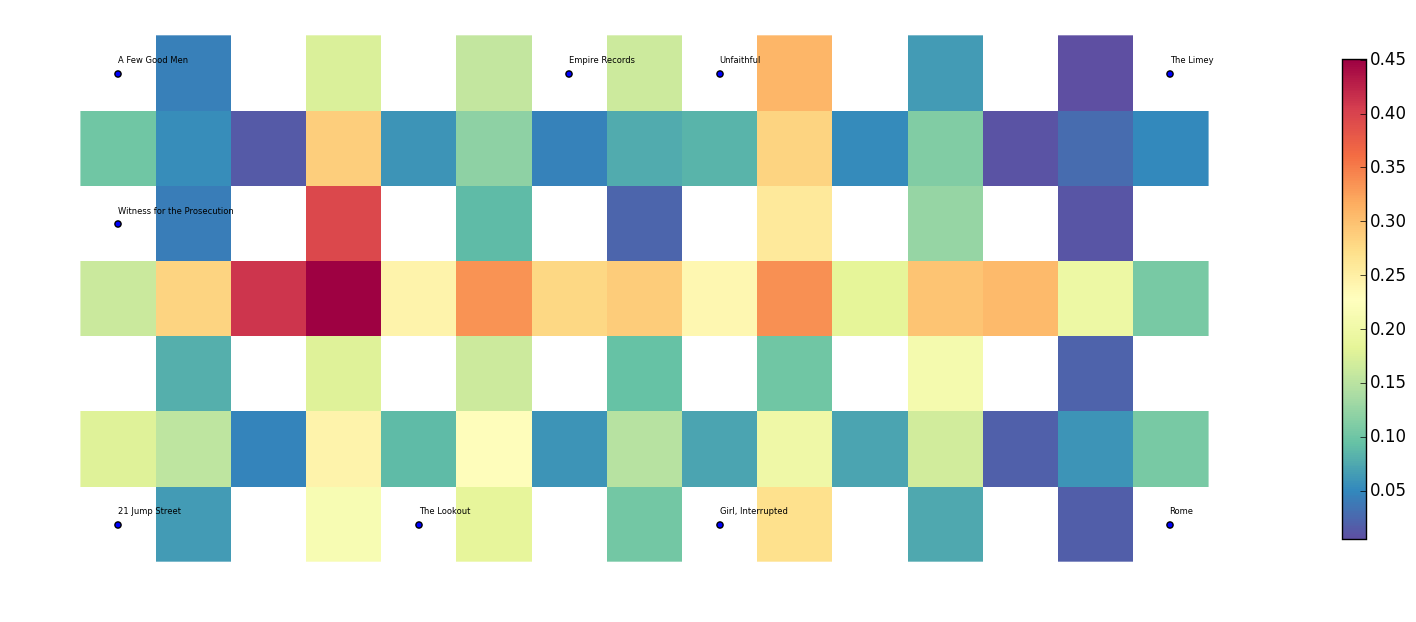 A Few Good Men
Empire Records
Unfaithful
The Limey
Witness for the Prosecution
21 Jump Street
The Lookout
Girl, Interrupted
Rome
0.45
0.40
0.35
0.30
0.25
0.20
0.15
0.10
0.05